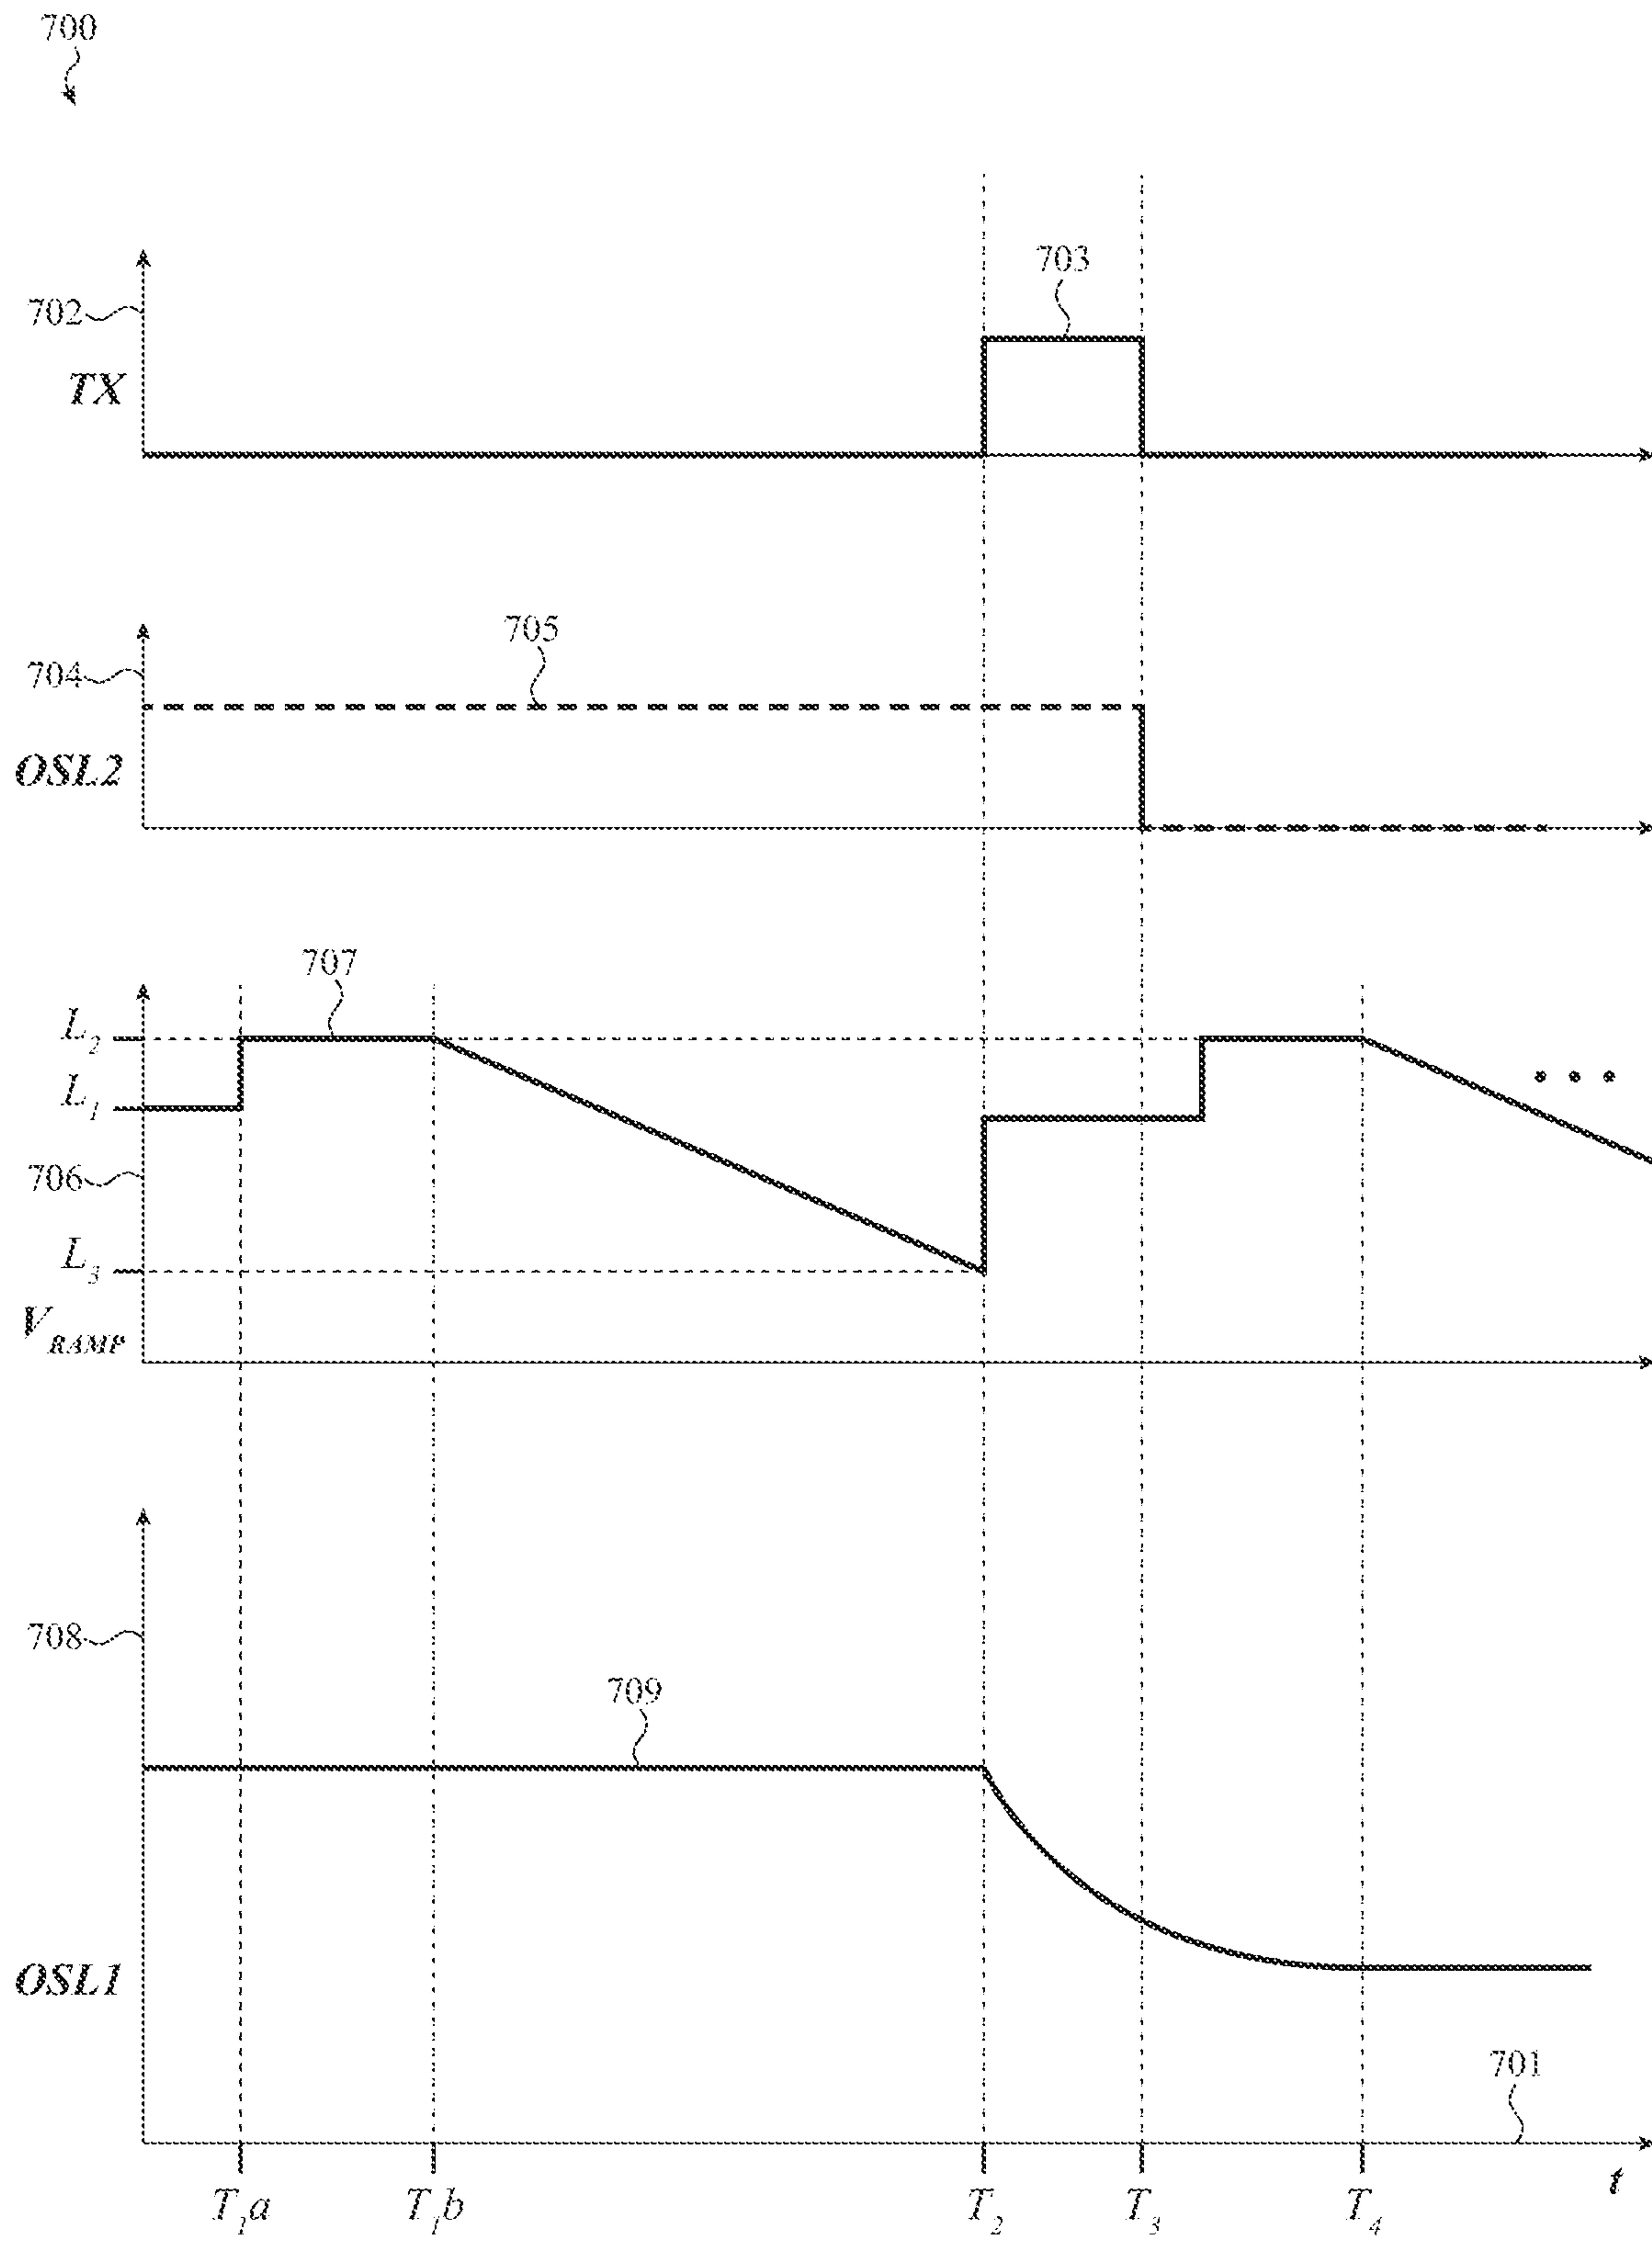 700
703
702
TX
705
704
OSL2
707
L2
L1
706
L3
VRAMP
708
709
OSL1
701
t
T1a T1b T2 T3 T4